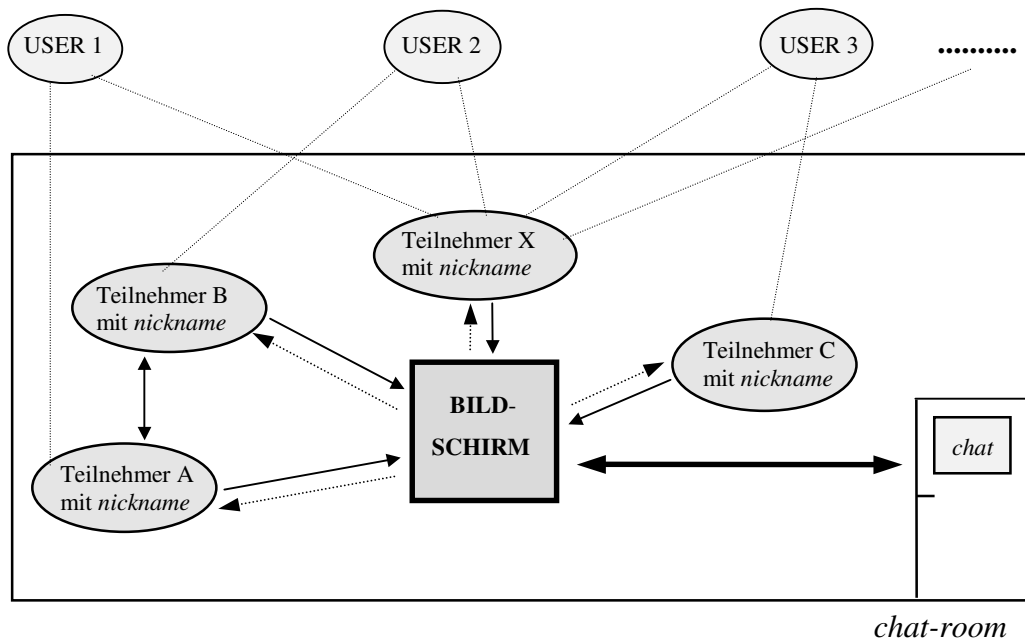 USER 1
USER 2
USER 3
..........
Teilnehmer X
mit nickname
Teilnehmer B
mit nickname
Teilnehmer C
mit nickname
BILD-
SCHIRM
chat
Teilnehmer A
mit nickname
chat-room